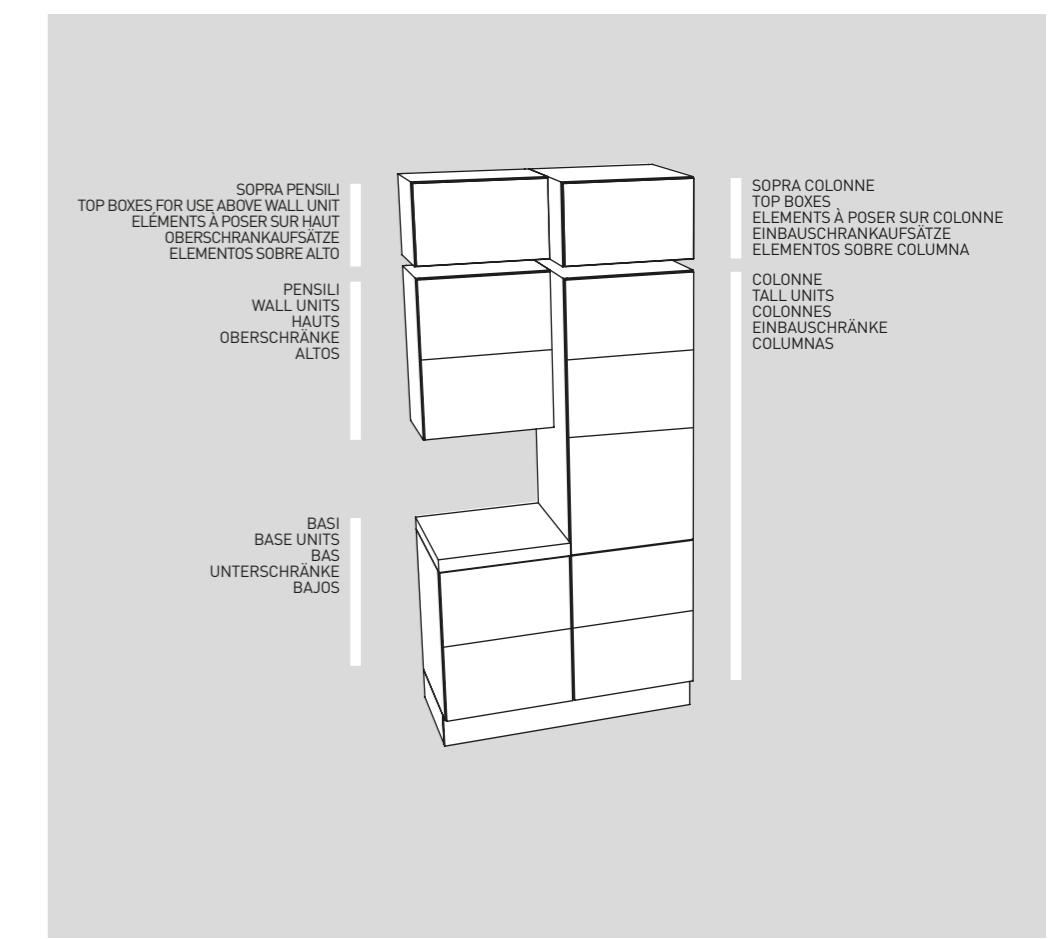 SOPRA PENSILI
TOP BOXES FOR USE ABOVE WALL UNIT
ELÉMENTS À POSER SUR HAUT
OBERSCHRANKAUFSÄTZE
ELEMENTOS SOBRE ALTO
PENSILI
WALL UNITS
HAUTS
OBERSCHRÄNKE
ALTOS
BASI
BASE UNITS
BAS
UNTERSCHRÄNKE
BAJOS
SOPRA COLONNE
TOP BOXES
ELEMENTS À POSER SUR COLONNE
EINBAUSCHRANKAUFSÄTZE
ELEMENTOS SOBRE COLUMNA
COLONNE
TALL UNITS
COLONNES
EINBAUSCHRÄNKE
COLUMNAS